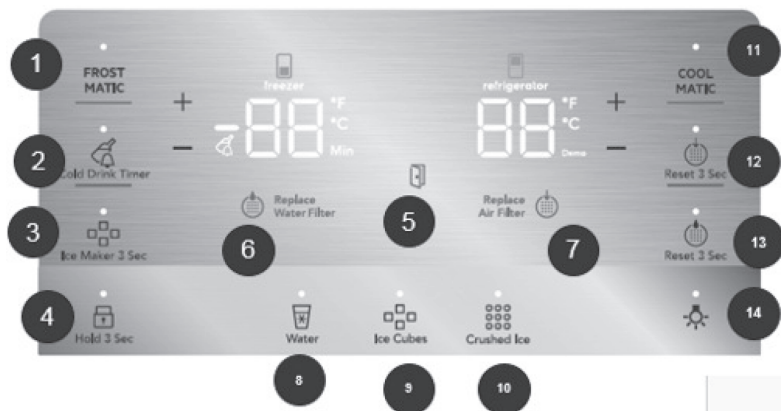 1
FROST
MATIC
freezer
-88 °F
°C
Min
refrigerator
88 °F
°C
Demo
11
COOL
MATIC
+
−
+
−
2
Cold Drink Timer
12
Reset 3 Sec
3
Ice Maker 3 Sec
Replace
Water Filter
6
5
Replace
Air Filter
7
13
Reset 3 Sec
4
Hold 3 Sec
Water
8
Ice Cubes
9
Crushed Ice
10
14